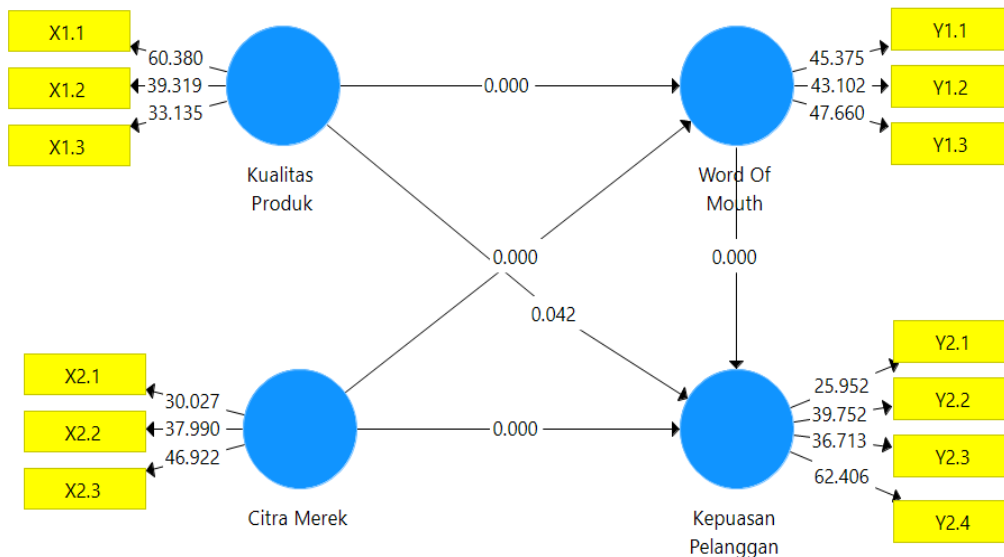 X1.1
60.380
X1.2
39.319
X1.3
33.135
Kualitas
Produk
0.000
Y1.1
45.375
Y1.2
43.102
Y1.3
47.660
Word Of
Mouth
0.000
0.000
0.042
X2.1
30.027
X2.2
37.990
X2.3
46.922
Citra Merek
0.000
Y2.1
25.952
Y2.2
39.752
Y2.3
36.713
Y2.4
62.406
Kepuasan
Pelanggan